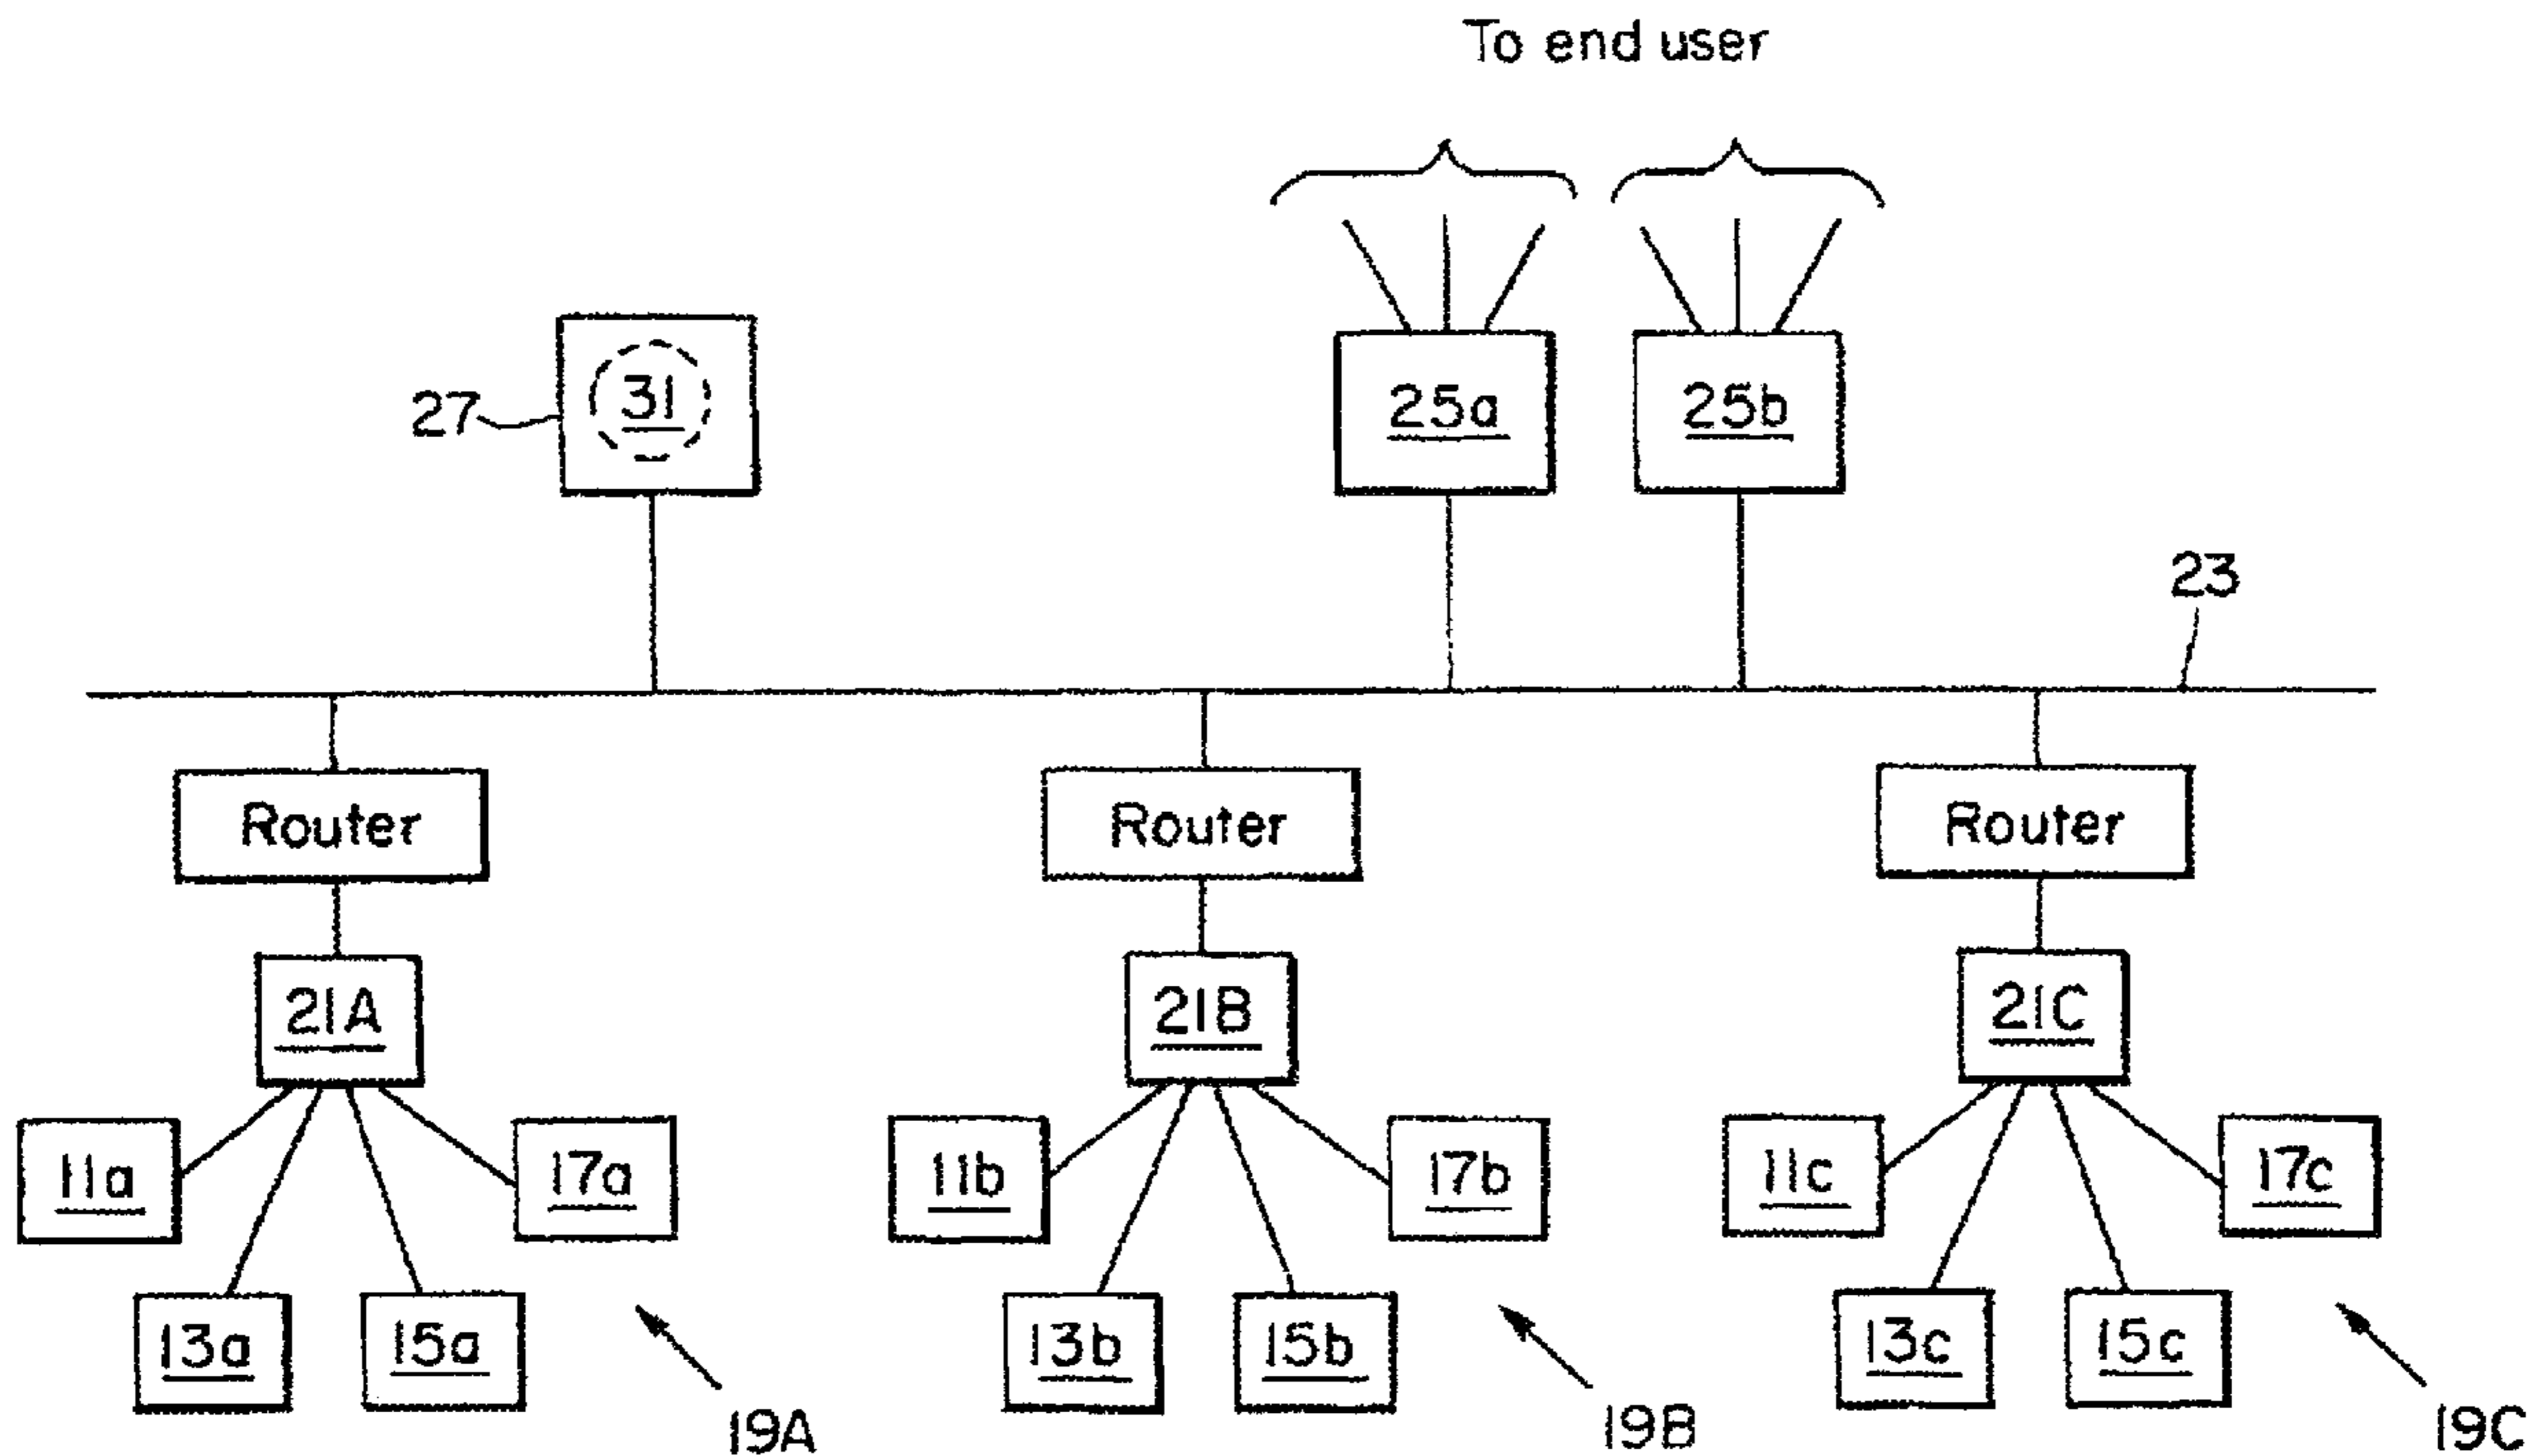 To end user
27
31
25a
25b
23
Router
Router
Router
21A
21B
21C
11a
17a
11b
17b
11c
17c
13a
15a
13b
15b
13c
15c
19A
19B
19C